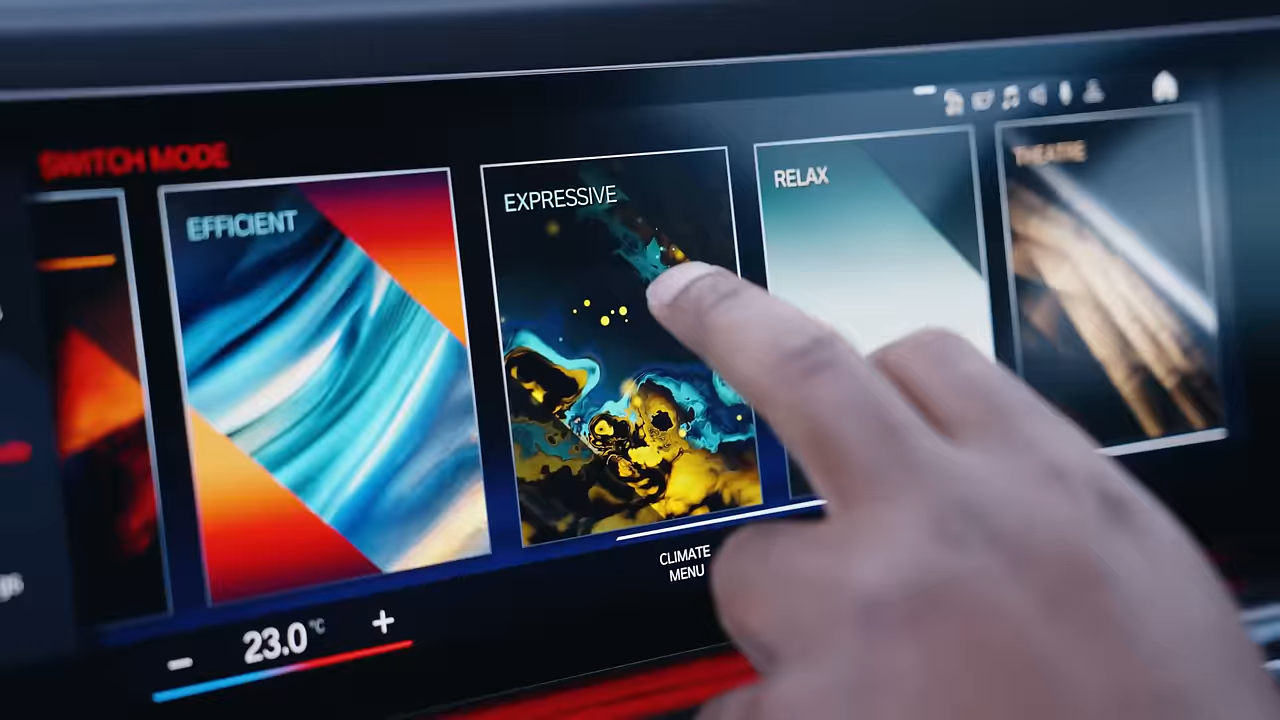 SWITCH MODE
EFFICIENT
EXPRESSIVE
RELAX
THEATRE
CLIMATE
MENU
- 23.0 °C +